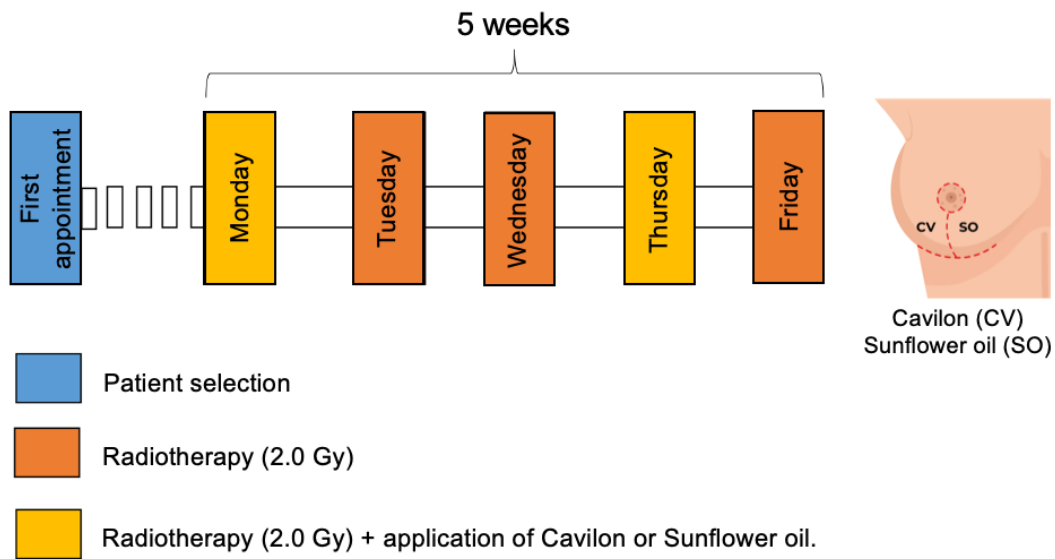 5 weeks
First
appointment
Monday
Tuesday
Wednesday
Thursday
Friday
CV
SO
Cavilon (CV)
Sunflower oil (SO)
Patient selection
Radiotherapy (2.0 Gy)
Radiotherapy (2.0 Gy) + application of Cavilon or Sunflower oil.